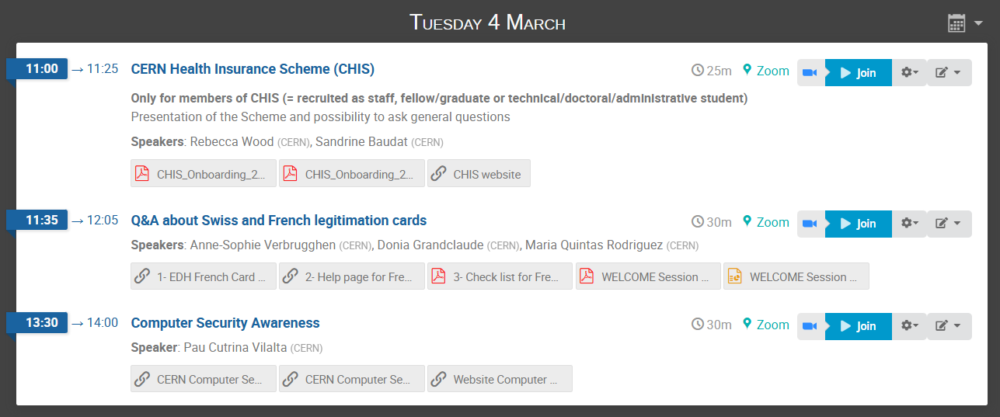 Tuesday 4 March
11:00 → 11:25 CERN Health Insurance Scheme (CHIS) 25m Zoom Join
Only for members of CHIS (= recruited as staff, fellow/graduate or technical/doctoral/administrative student)
Presentation of the Scheme and possibility to ask general questions
Speakers: Rebecca Wood (CERN), Sandrine Baudat (CERN)
CHIS_Onboarding_2... CHIS_Onboarding_2... CHIS website
11:35 → 12:05 Q&A about Swiss and French legitimation cards 30m Zoom Join
Speakers: Anne-Sophie Verbrugghen (CERN), Donia Grandclaude (CERN), Maria Quintas Rodriguez (CERN)
1- EDH French Card ... 2- Help page for Fre... 3- Check list for Fre... WELCOME Session ... WELCOME Session ...
13:30 → 14:00 Computer Security Awareness 30m Zoom Join
Speaker: Pau Cutrina Vilalta (CERN)
CERN Computer Se... CERN Computer Se... Website Computer ...